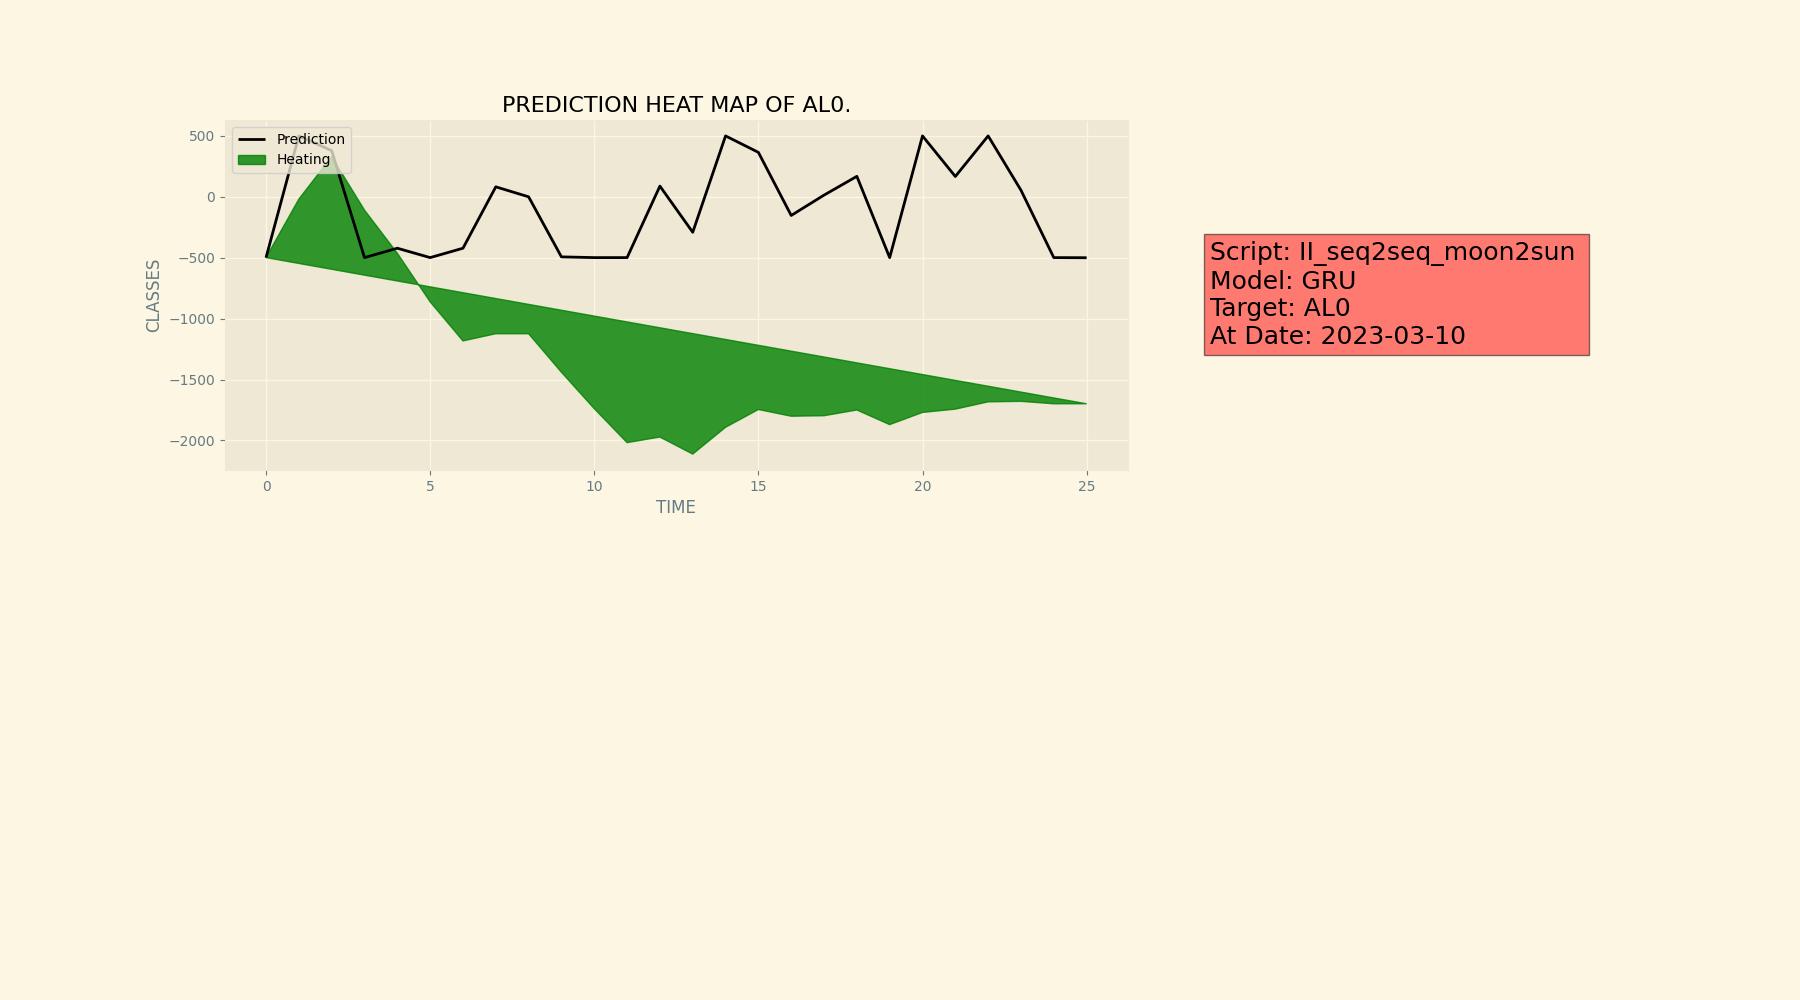 PREDICTION HEAT MAP OF AL0.
Prediction
Heating
500
0
−500
−1000
−1500
−2000
CLASSES
0 5 10 15 20 25
TIME
Script: II_seq2seq_moon2sun
Model: GRU
Target: AL0
At Date: 2023-03-10